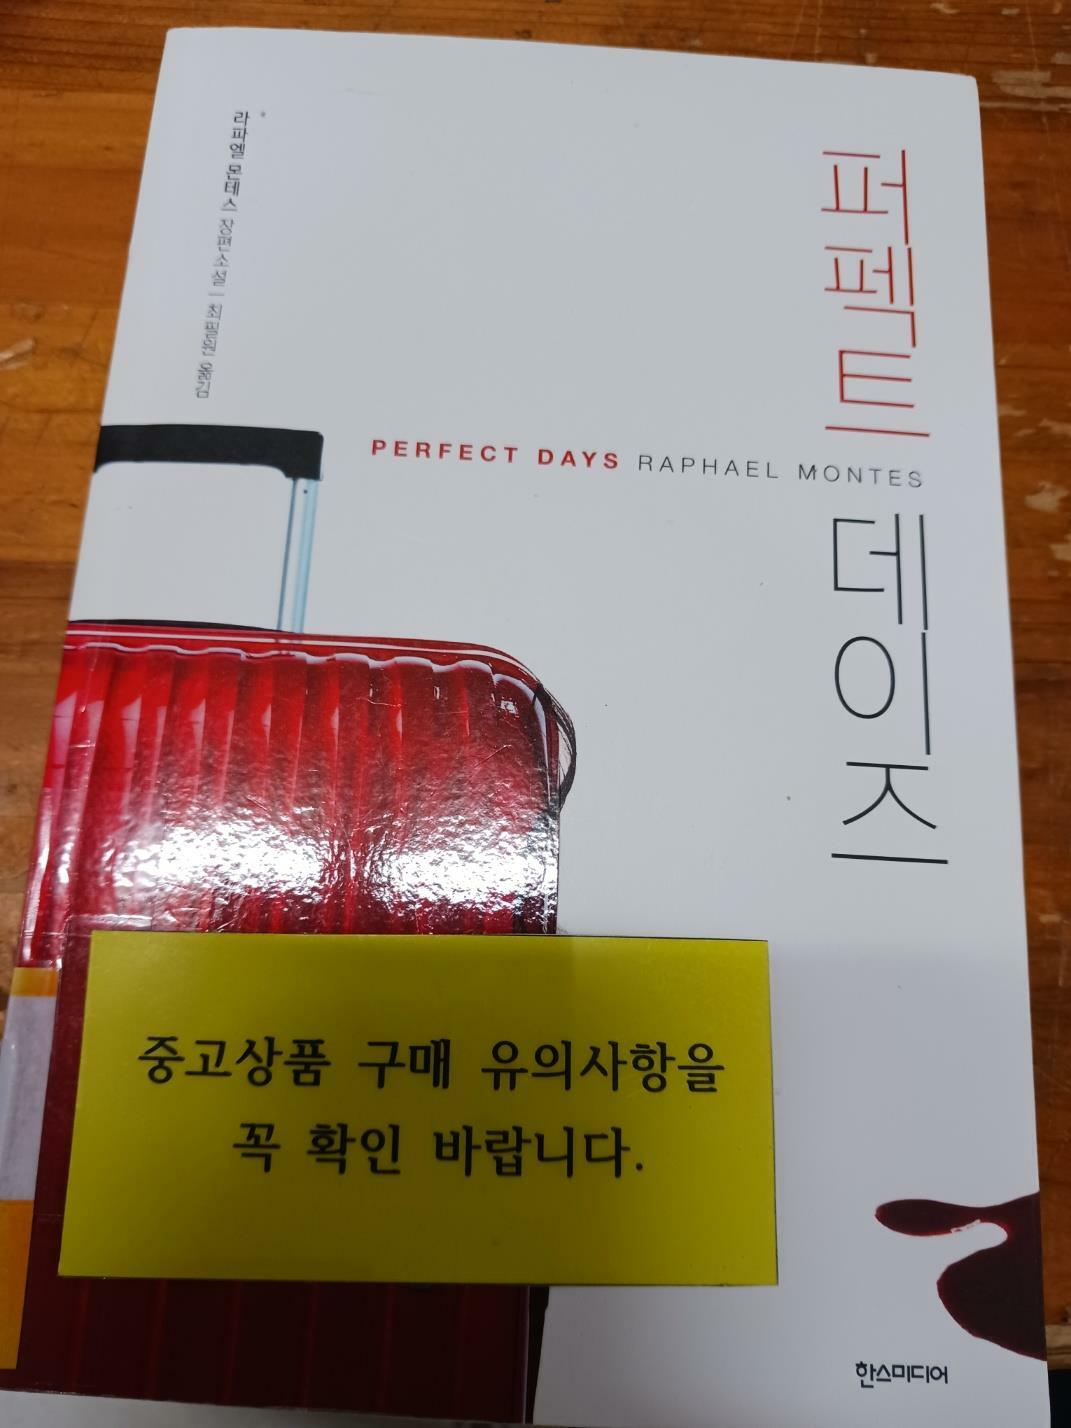 라파엘 몬테스 장편소설 | 최필원 옮김
퍼펙트 데이즈
PERFECT DAYS RAPHAEL MONTES
중고상품 구매 유의사항을
꼭 확인 바랍니다.
한스미디어